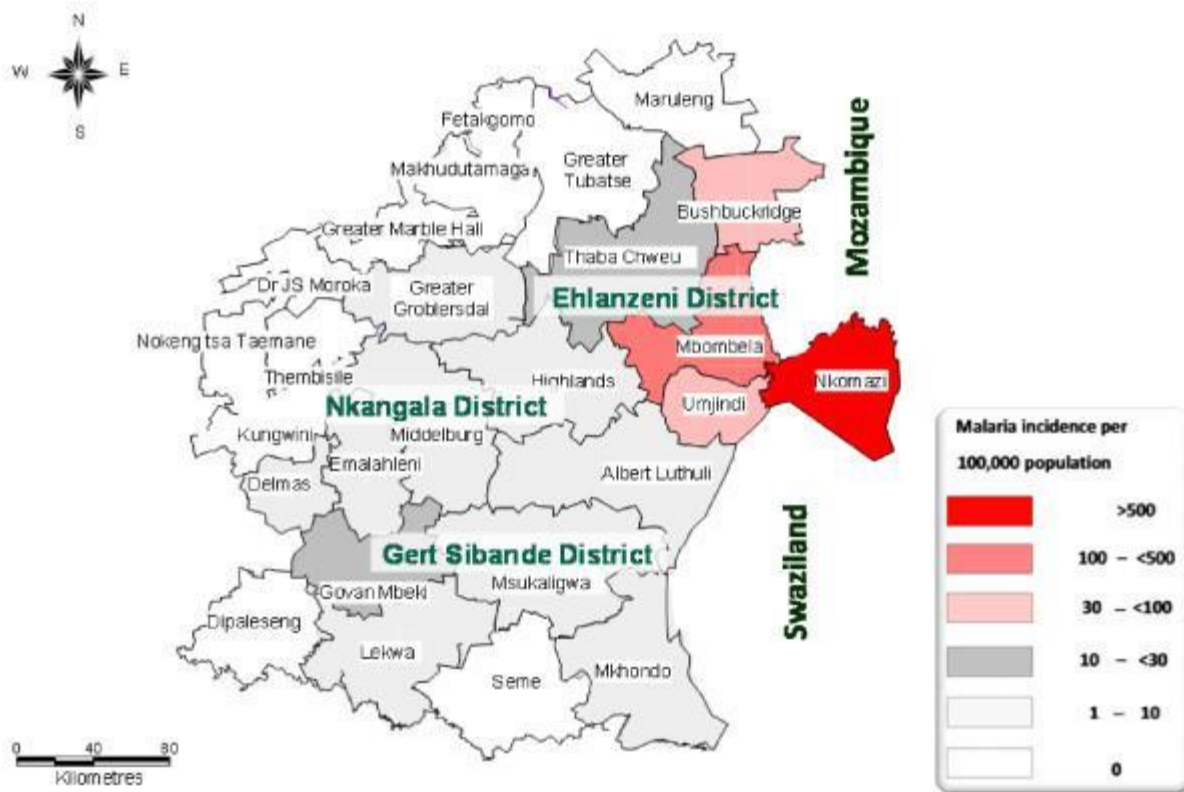 N
W
E
S
Maruleng
Fetakgomo
Mozambique
Makhudutamaga
Greater
Tubatse
Bushbuckridge
Greater Marble Hall
Thaba Chweu
Dr JS Moroka
Greater
Groblersdal
Ehlanzeni District
Nokeng tsa Taemane
Mbombela
Thembisile
Highlands
Nkomazi
Nkangala District
Umjindi
Kungwini
Middelburg
Emalahleni
Delmas
Albert Luthuli
Swaziland
Gert Sibande District
Msukaligwa
Govan Mbeki
Dipaleseng
Lekwa
Seme
Mkhondo
0 40 80
Kilometres
Malaria incidence per
100,000 population
>500
100 – <500
30 – <100
10 – <30
1 – 10
0